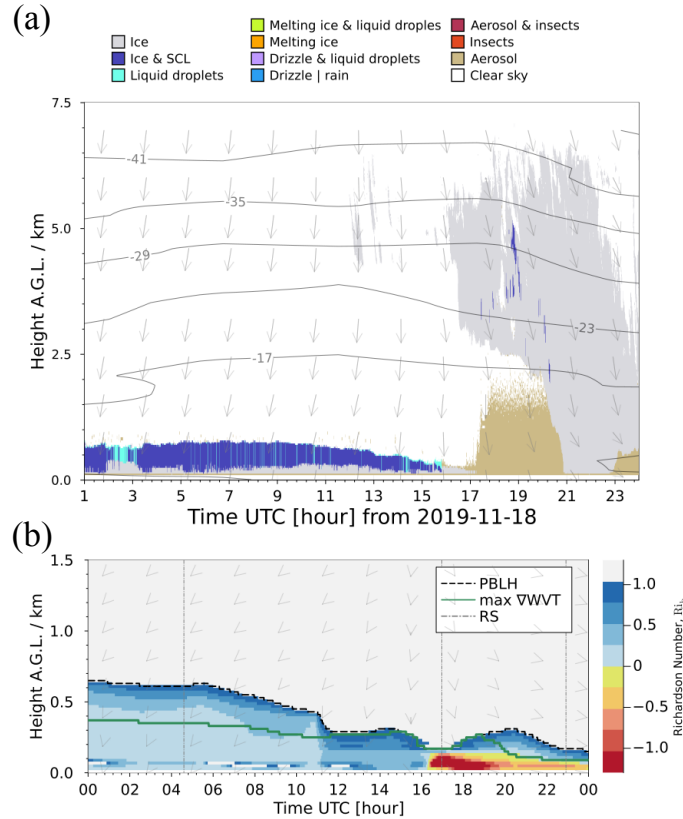 (a)
Ice
Ice & SCL
Liquid droplets
Melting ice & liquid droples
Melting ice
Drizzle & liquid droplets
Drizzle | rain
Aerosol & insects
Insects
Aerosol
Clear sky
7.5
5.0
2.5
0.0
Height A.G.L. / km
-41
-35
-29
-23
-17
1 3 5 7 9 11 13 15 17 19 21 23
Time UTC [hour] from 2019-11-18
(b)
1.5
1.0
0.5
0.0
Height A.G.L. / km
PBLH
max ∇WVT
RS
00 02 04 06 08 10 12 14 16 18 20 22 00
Time UTC [hour]
1.0
0.5
0
−0.5
−1.0
Richardson Number, Ri